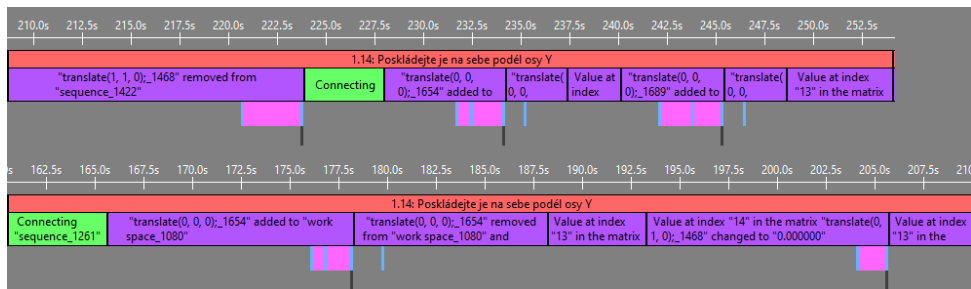 210.0s 212.5s 215.0s 217.5s 220.0s 222.5s 225.0s 227.5s 230.0s 232.5s 235.0s 237.5s 240.0s 242.5s 245.0s 247.5s 250.0s 252.5s
1.14: Poskládejte je na sebe podél osy Y
"translate(1, 1, 0);_1468" removed from
"sequence_1422"
Connecting
"translate(0, 0,
0);_1654" added to
"translate(
0, 0,
Value at
index
"translate(0, 0,
0);_1689" added to
"translate(
0, 0,
Value at index
"13" in the matrix
162.5s 165.0s 167.5s 170.0s 172.5s 175.0s 177.5s 180.0s 182.5s 185.0s 187.5s 190.0s 192.5s 195.0s 197.5s 200.0s 202.5s 205.0s 207.5s 210
1.14: Poskládejte je na sebe podél osy Y
Connecting
"sequence_1261"
"translate(0, 0, 0);_1654" added to "work
space_1080"
"translate(0, 0, 0);_1654" removed
from "work space_1080" and
Value at index
"13" in the matrix
Value at index "14" in the matrix "translate(0,
1, 0);_1468" changed to "0.000000"
Value at index
"13" in the